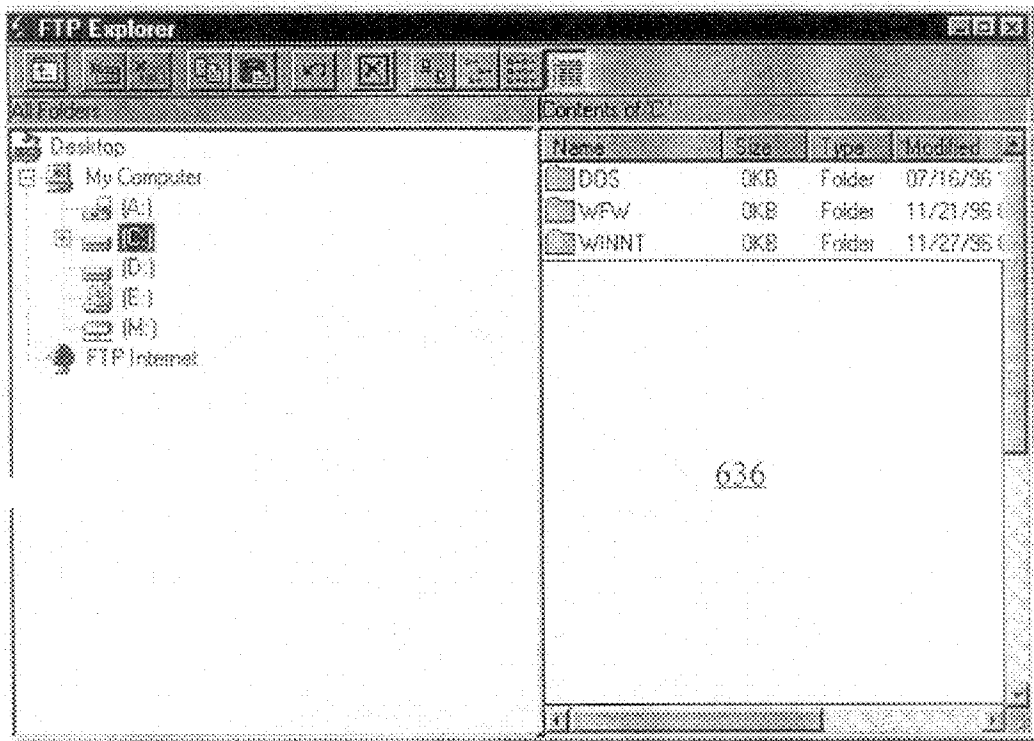 FTP Explorer
All Folders
Contents of 'C:'
Desktop
My Computer
(A:)
(C:)
(D:)
(E:)
(M:)
FTP Internet
Name Size Type Modified
DOS 0KB Folder 07/16/96
WFW 0KB Folder 11/21/96
WINNT 0KB Folder 11/27/96
636